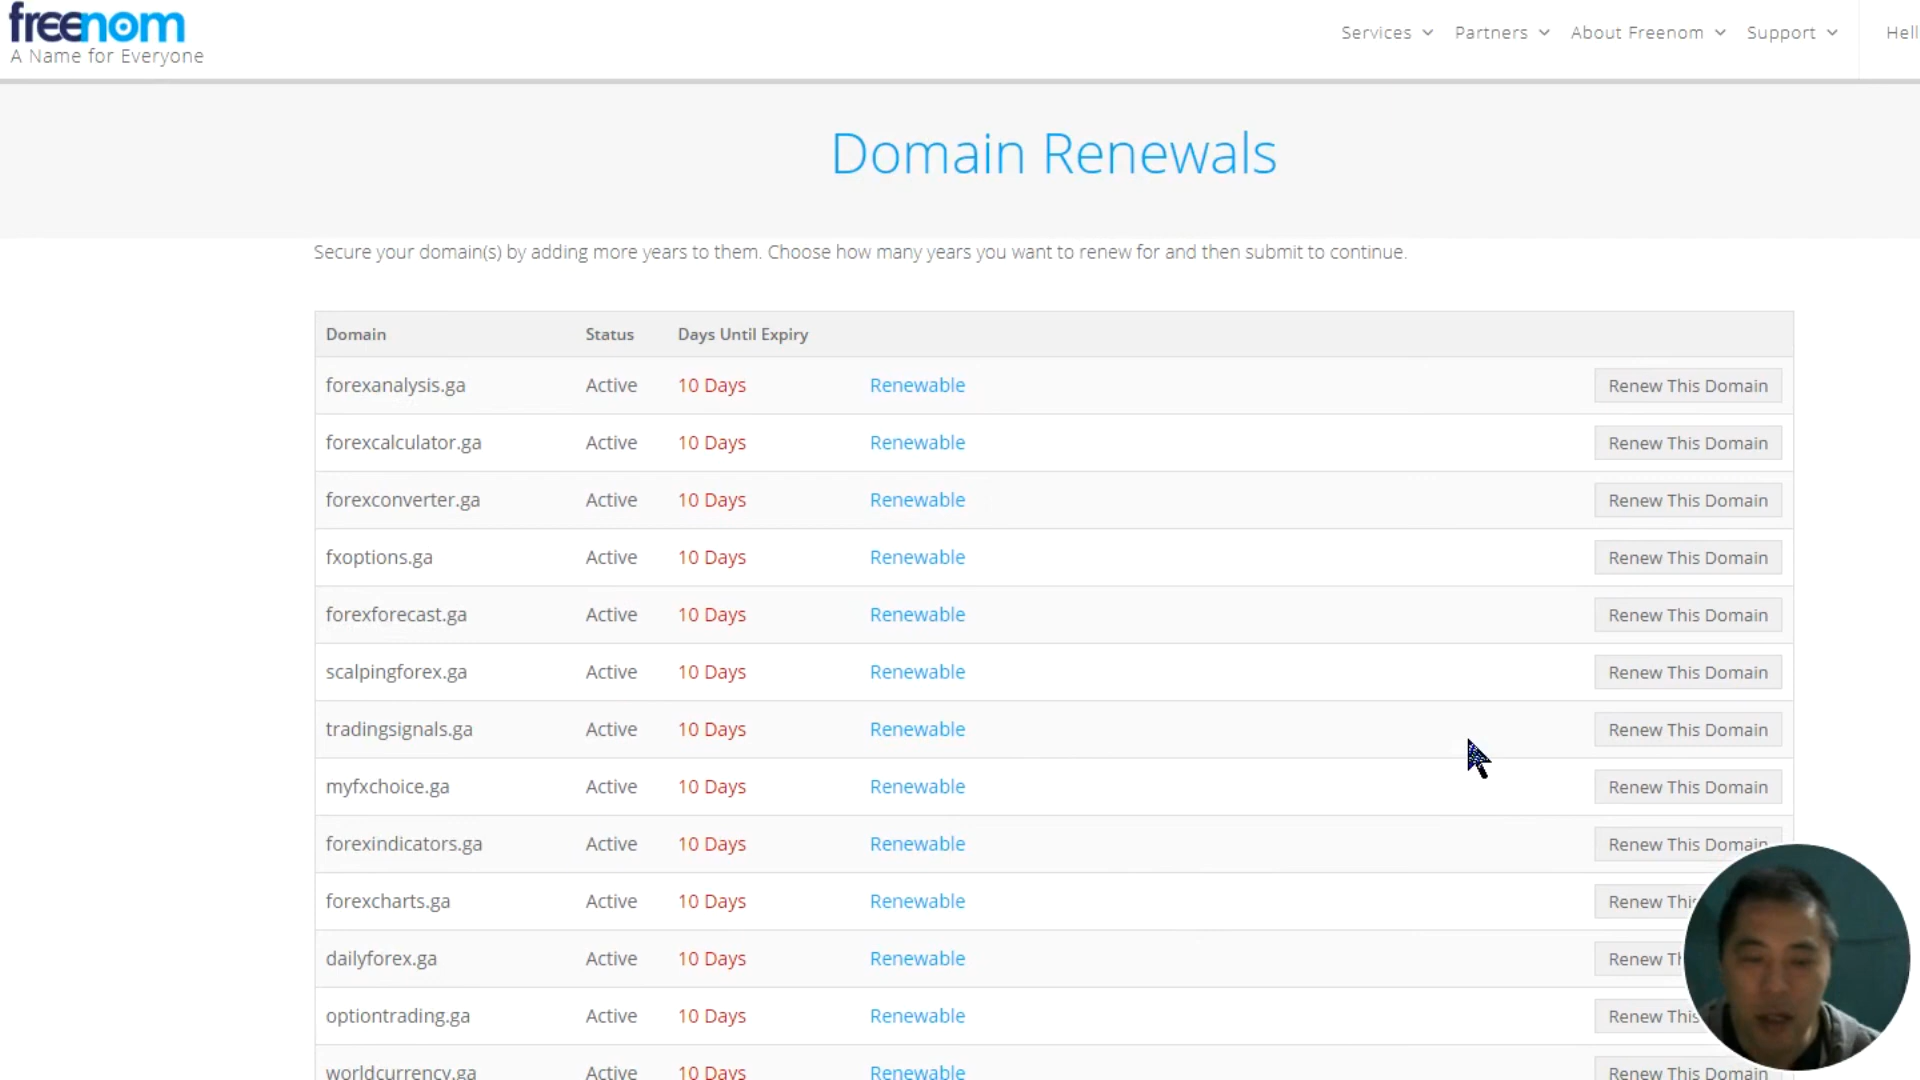 freenom
A Name for Everyone
Services Partners About Freenom Support Hell
Domain Renewals
Secure your domain(s) by adding more years to them. Choose how many years you want to renew for and then submit to continue.
Domain Status Days Until Expiry
forexanalysis.ga Active 10 Days Renewable Renew This Domain
forexcalculator.ga Active 10 Days Renewable Renew This Domain
forexconverter.ga Active 10 Days Renewable Renew This Domain
fxoptions.ga Active 10 Days Renewable Renew This Domain
forexforecast.ga Active 10 Days Renewable Renew This Domain
scalpingforex.ga Active 10 Days Renewable Renew This Domain
tradingsignals.ga Active 10 Days Renewable Renew This Domain
myfxchoice.ga Active 10 Days Renewable Renew This Domain
forexindicators.ga Active 10 Days Renewable Renew This Domain
forexcharts.ga Active 10 Days Renewable Renew This
dailyforex.ga Active 10 Days Renewable Renew Th
optiontrading.ga Active 10 Days Renewable Renew This
worldcurrency.ga Active 10 Days Renewable Renew This Domain